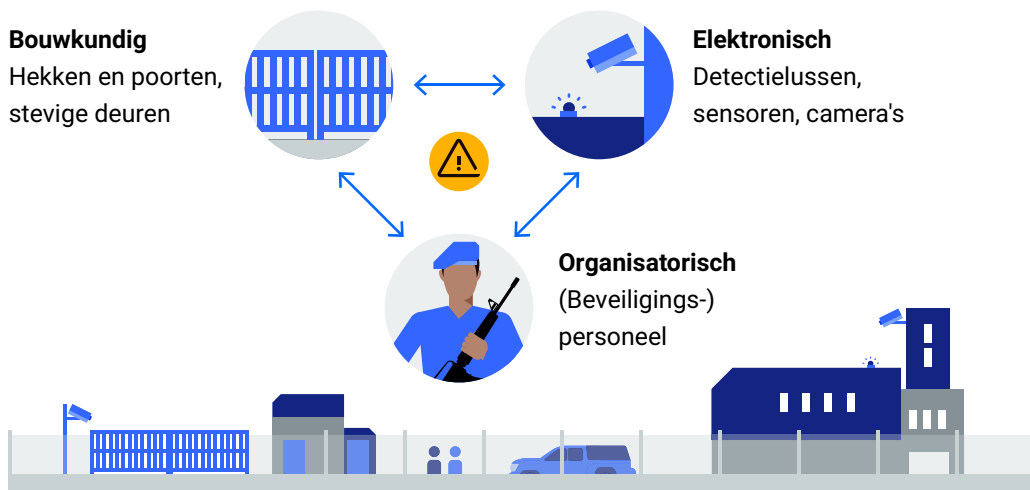 Bouwkundig
Hekken en poorten,
stevige deuren
Elektronisch
Detectielussen,
sensoren, camera's
Organisatorisch
(Beveiligings-)
personeel